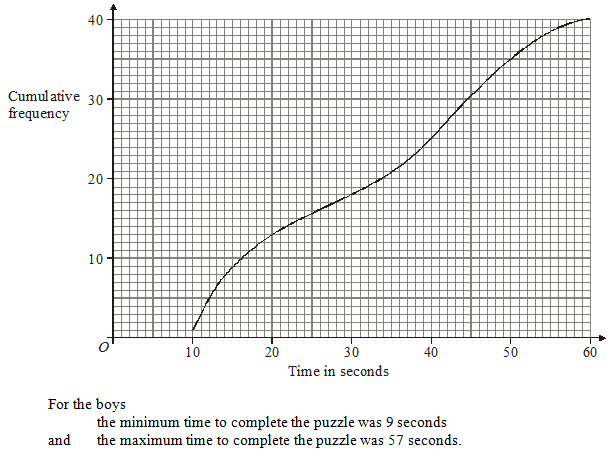 40
Cumulative 30
frequency
20
10
O
10 20 30 40 50 60
Time in seconds
For the boys
the minimum time to complete the puzzle was 9 seconds
and the maximum time to complete the puzzle was 57 seconds.